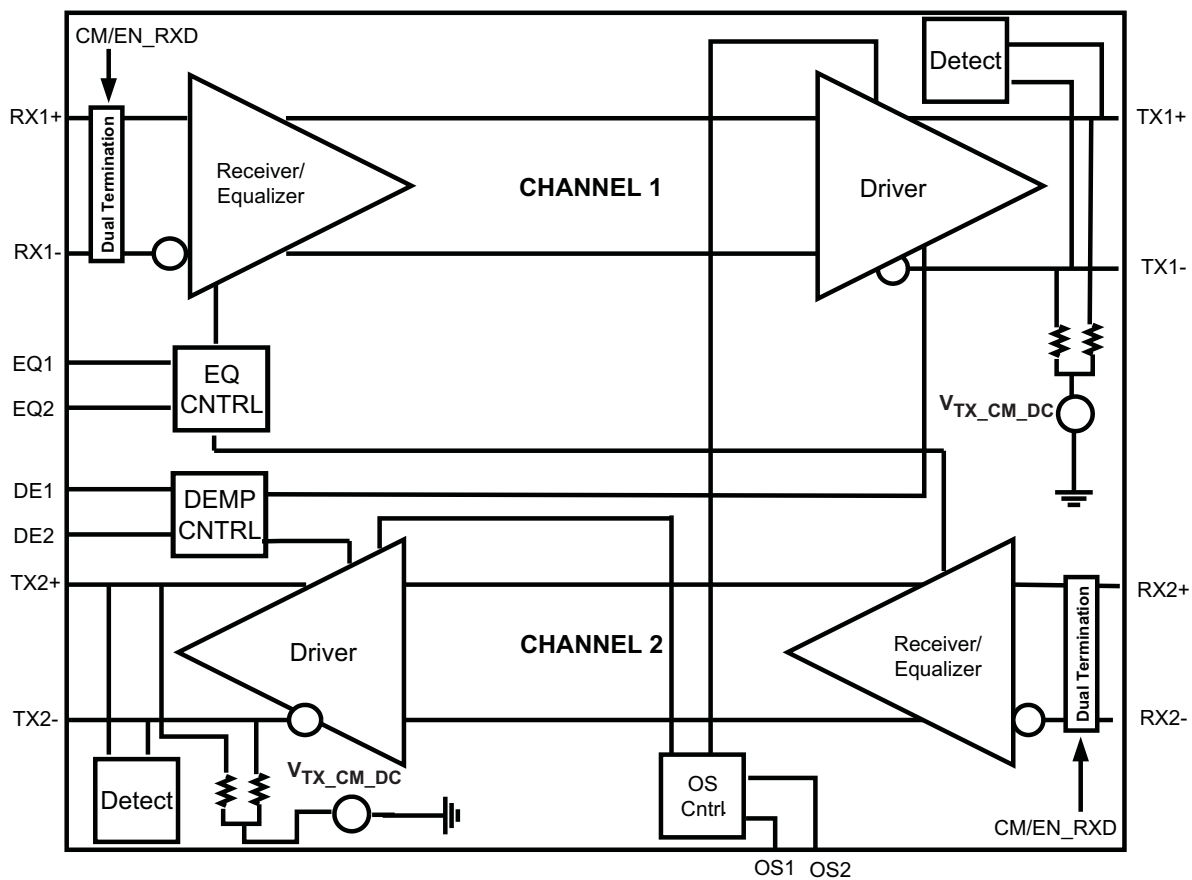 CM/EN_RXD
Detect
RX1+
TX1+
Dual Termination
Receiver/
Equalizer
CHANNEL 1
Driver
RX1-
TX1-
EQ1
EQ
CNTRL
EQ2
VTX_CM_DC
DE1
DEMP
CNTRL
DE2
TX2+
RX2+
Driver
CHANNEL 2
Receiver/
Equalizer
Dual Termination
TX2-
RX2-
VTX_CM_DC
Detect
OS
Cntrl.
CM/EN_RXD
OS1
OS2